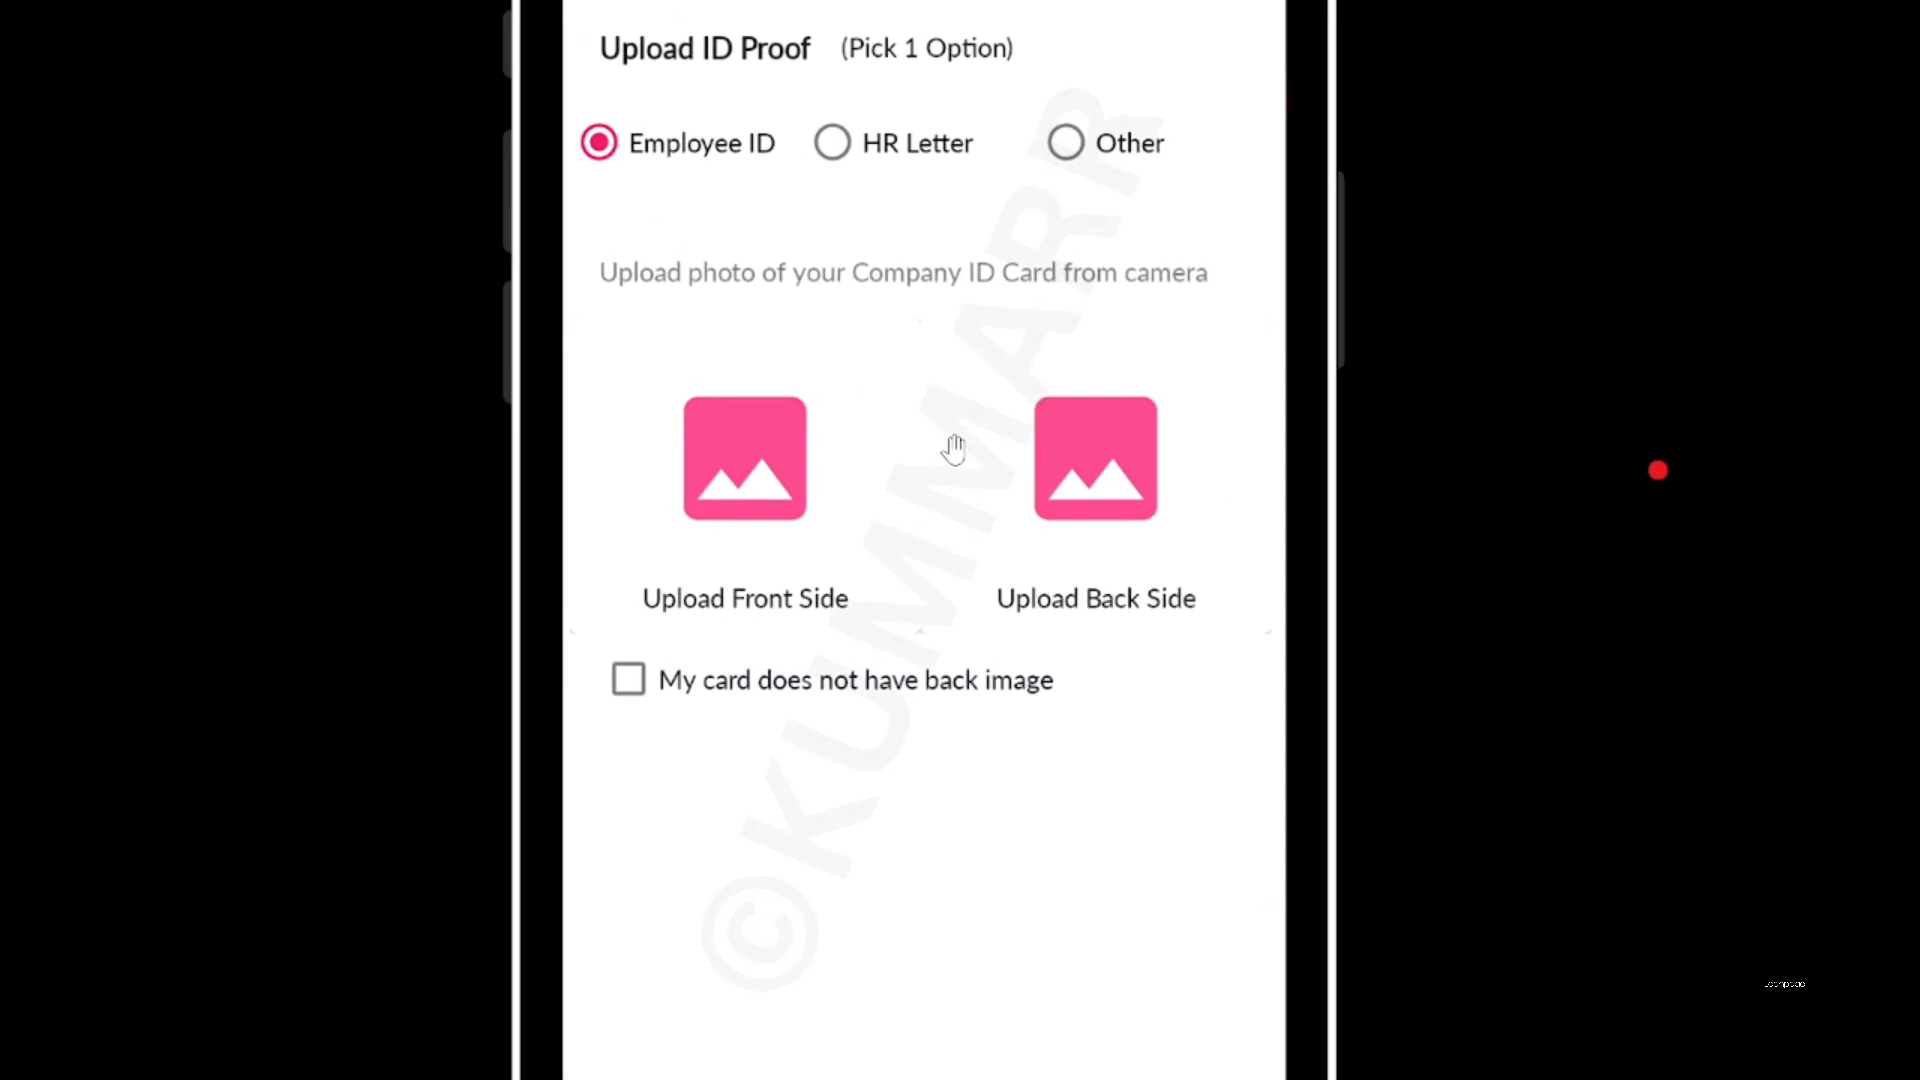 Upload ID Proof (Pick 1 Option)
Employee ID HR Letter Other
Upload photo of your Company ID Card from camera
Upload Front Side Upload Back Side
My card does not have back image
©KUMMARR